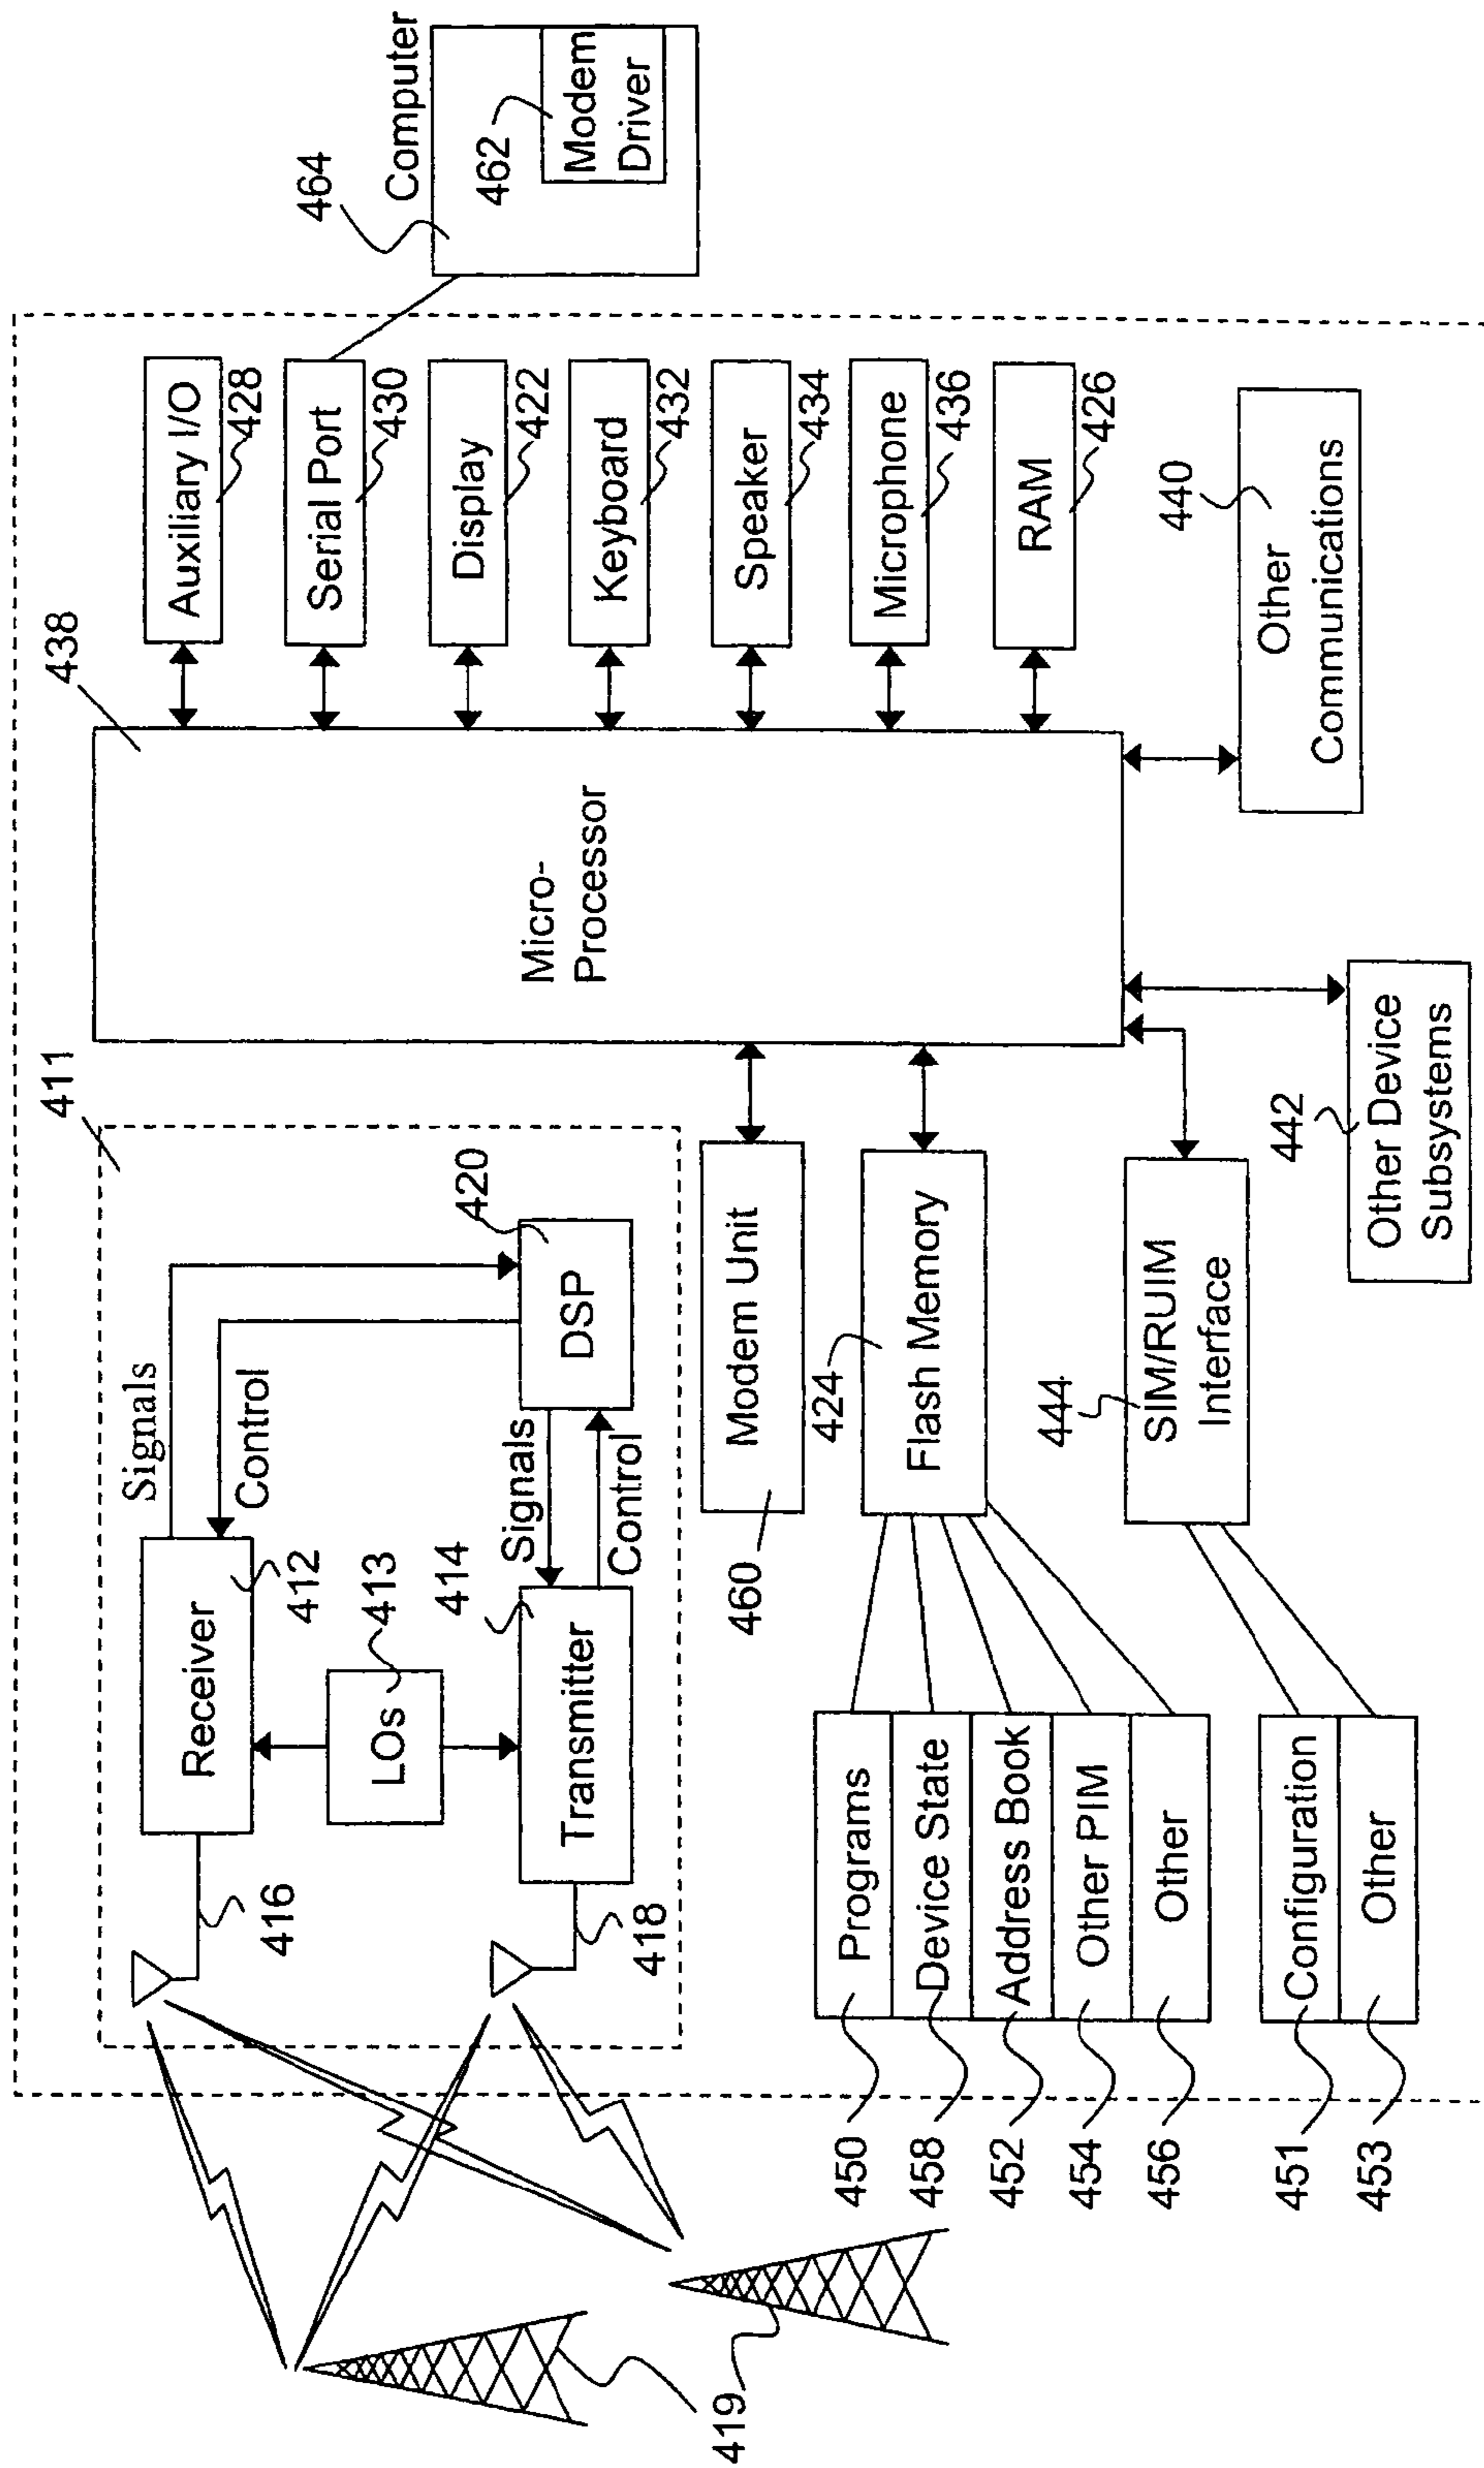 411
438
464
Computer
462
Modem
Driver
Signals
Control
Receiver
412
416
LOs
413
414
Transmitter
418
Signals
Control
DSP
420
419
Micro-
Processor
Auxiliary I/O
428
Serial Port
430
Display
422
Keyboard
432
Speaker
434
Microphone
436
RAM
426
Other
Communications
440
Modem Unit
460
Flash Memory
424
SIM/RUIM
Interface
444
Other Device
Subsystems
442
Programs
450
Device State
458
Address Book
452
Other PIM
454
Other
456
Configuration
451
Other
453